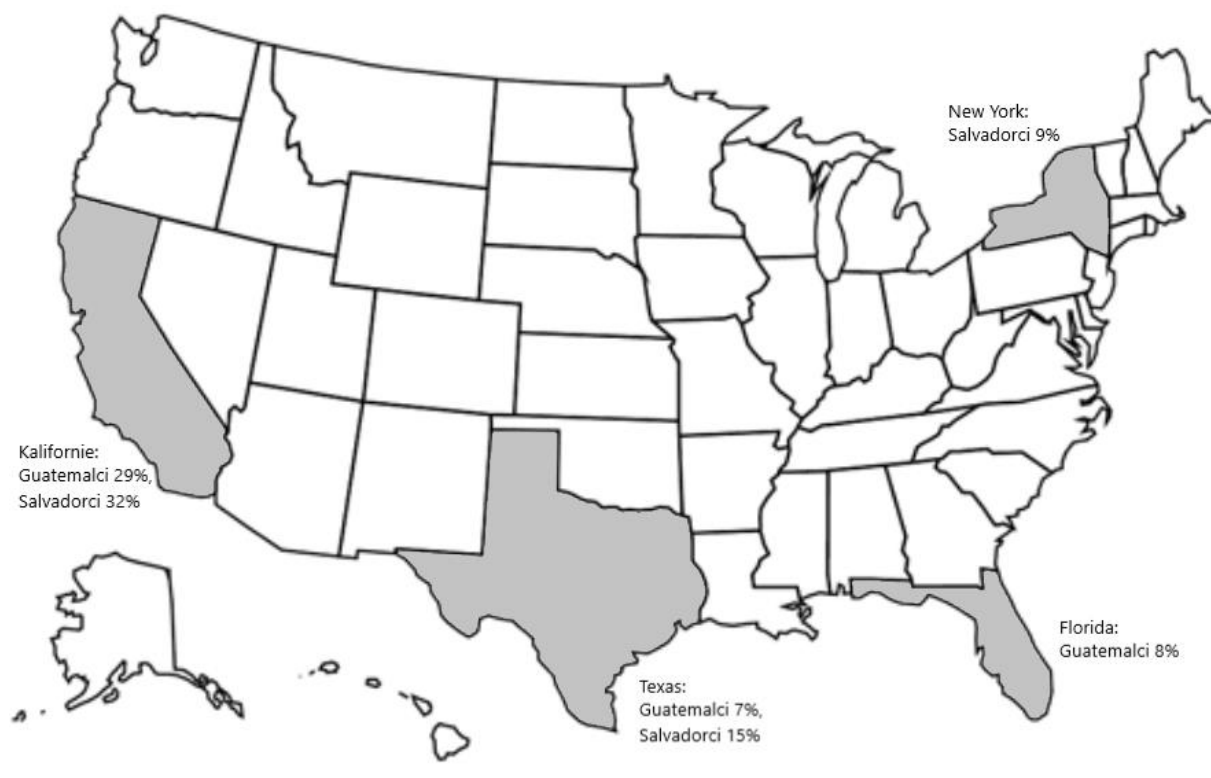 New York:
Salvadorci 9%
Kalifornie:
Guatemalci 29%,
Salvadorci 32%
Florida:
Guatemalci 8%
Texas:
Guatemalci 7%,
Salvadorci 15%